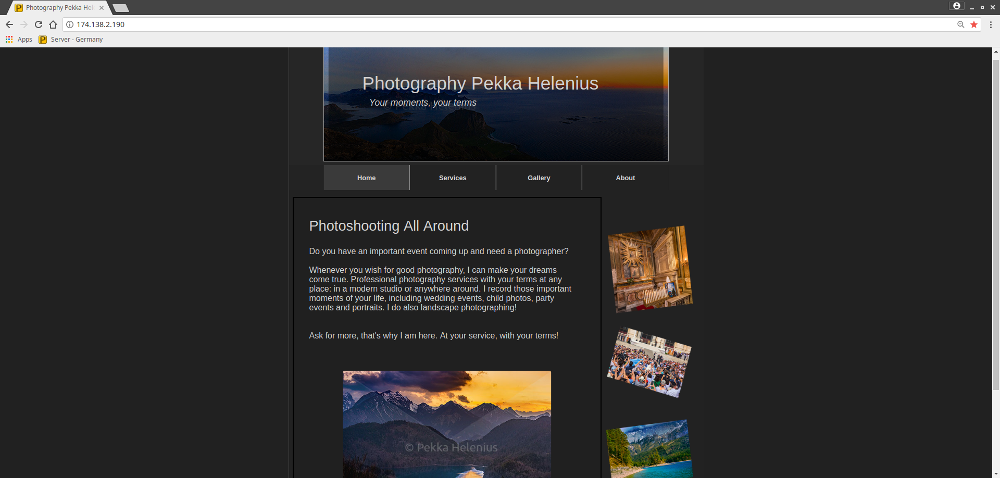 Photography Pekka Hel
174.138.2.190
Apps Server - Germany
Photography Pekka Helenius
Your moments, your terms
Home Services Gallery About
Photoshooting All Around
Do you have an important event coming up and need a photographer?
Whenever you wish for good photography, I can make your dreams
come true. Professional photography services with your terms at any
place: in a modern studio or anywhere around. I record those important
moments of your life, including wedding events, child photos, party
events and portraits. I do also landscape photographing!
Ask for more, that's why I am here. At your service, with your terms!
© Pekka Helenius